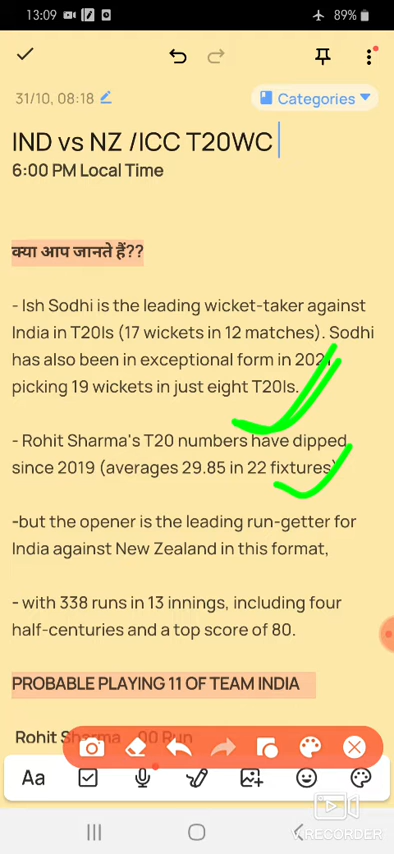 13:09
89%
31/10, 08:18
Categories
IND vs NZ /ICC T20WC
6:00 PM Local Time
क्या आप जानते हैं??
- Ish Sodhi is the leading wicket-taker against
India in T20Is (17 wickets in 12 matches). Sodhi
has also been in exceptional form in 2021
picking 19 wickets in just eight T20Is.
- Rohit Sharma's T20 numbers have dipped
since 2019 (averages 29.85 in 22 fixtures)
-but the opener is the leading run-getter for
India against New Zealand in this format,
- with 338 runs in 13 innings, including four
half-centuries and a top score of 80.
PROBABLE PLAYING 11 OF TEAM INDIA
Rohit Sharma 00 Run
Aa
V RECORDER